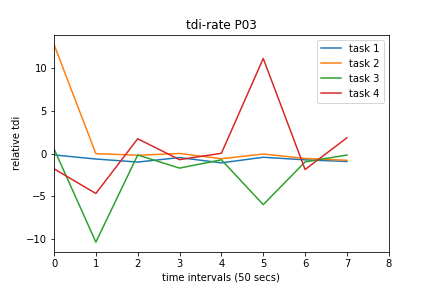 tdi-rate P03
task 1
task 2
task 3
task 4
relative tdi
10
5
0
−5
−10
0 1 2 3 4 5 6 7 8
time intervals (50 secs)